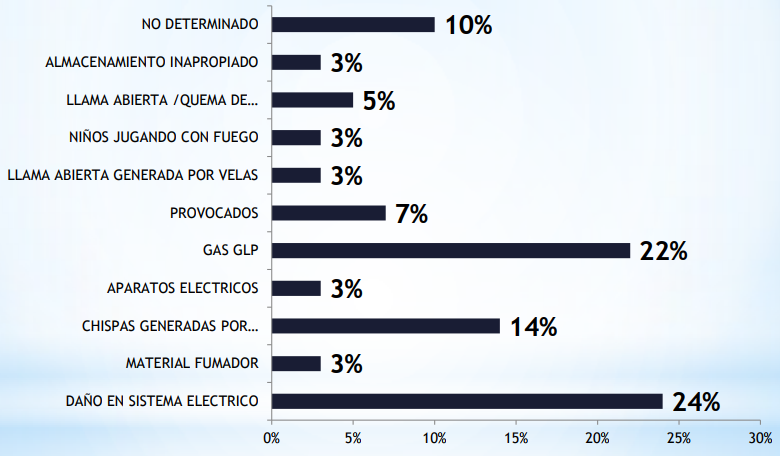 NO DETERMINADO 10%
ALMACENAMIENTO INAPROPIADO 3%
LLAMA ABIERTA /QUEMA DE... 5%
NIÑOS JUGANDO CON FUEGO 3%
LLAMA ABIERTA GENERADA POR VELAS 3%
PROVOCADOS 7%
GAS GLP 22%
APARATOS ELECTRICOS 3%
CHISPAS GENERADAS POR... 14%
MATERIAL FUMADOR 3%
DAÑO EN SISTEMA ELECTRICO 24%
0% 5% 10% 15% 20% 25% 30%